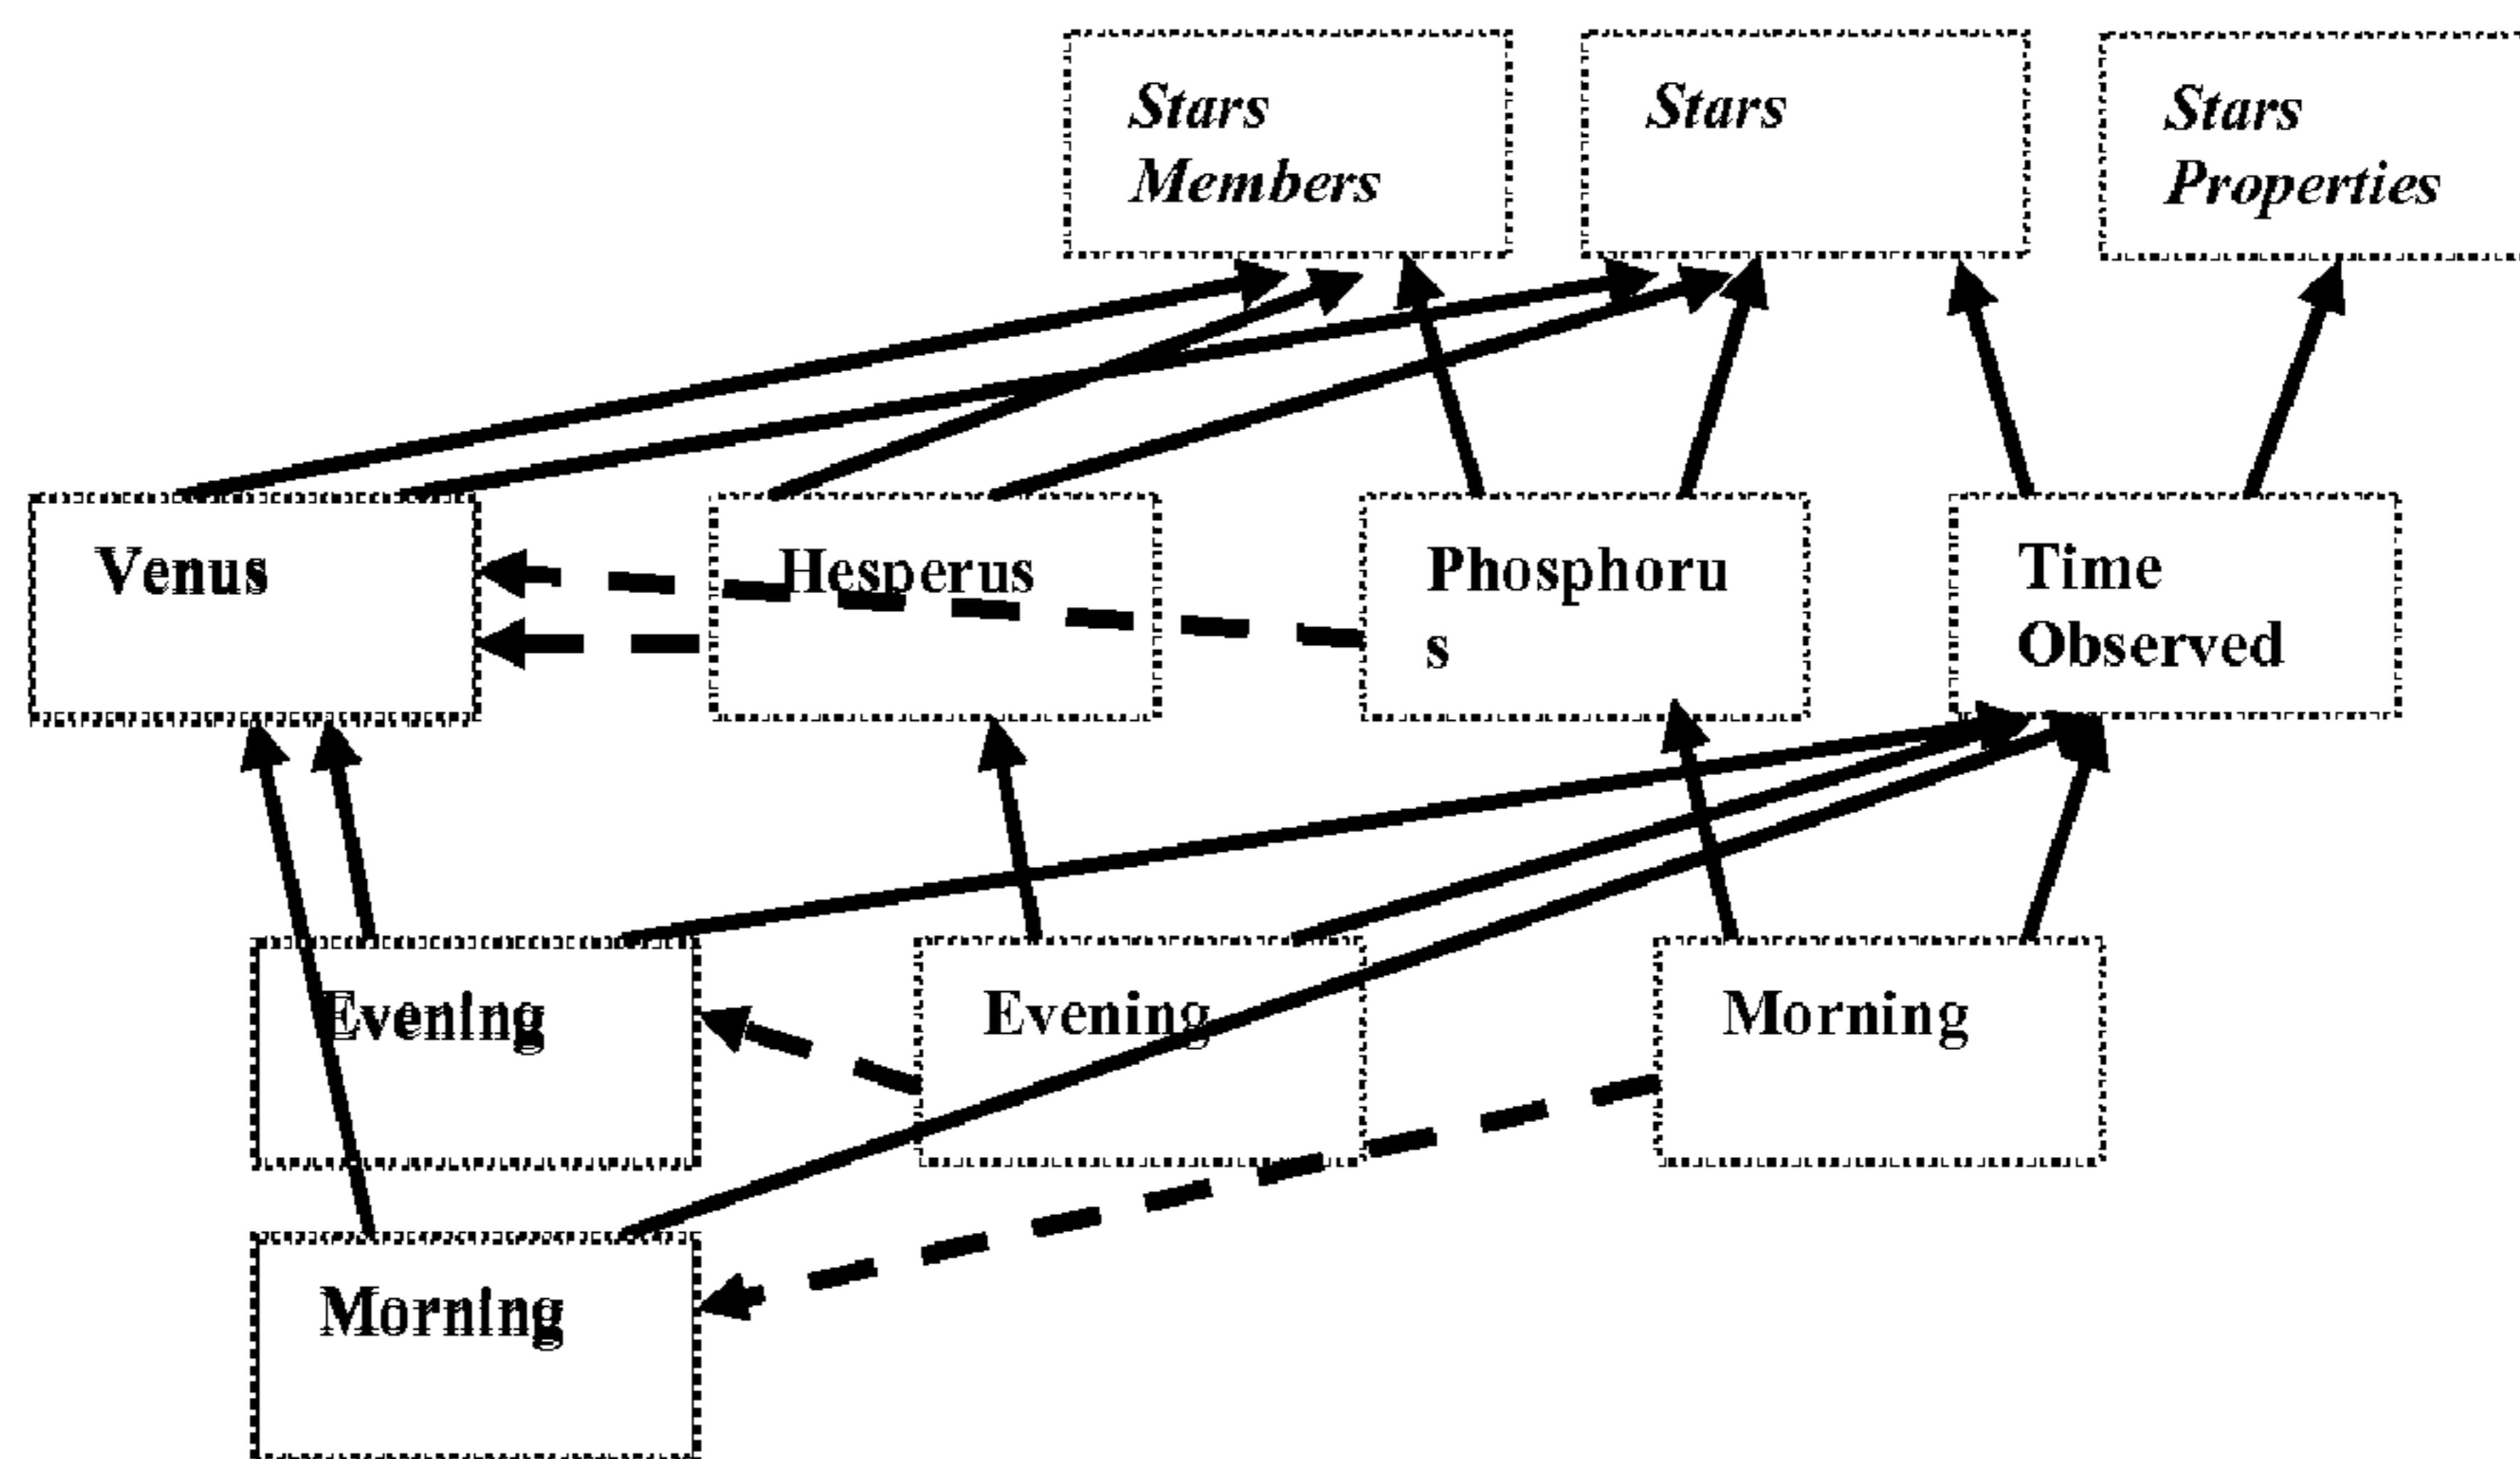 Stars
Members
Stars
Stars
Properties
Venus
Hesperus
Phosphoru
s
Time
Observed
Evening
Evening
Morning
Morning